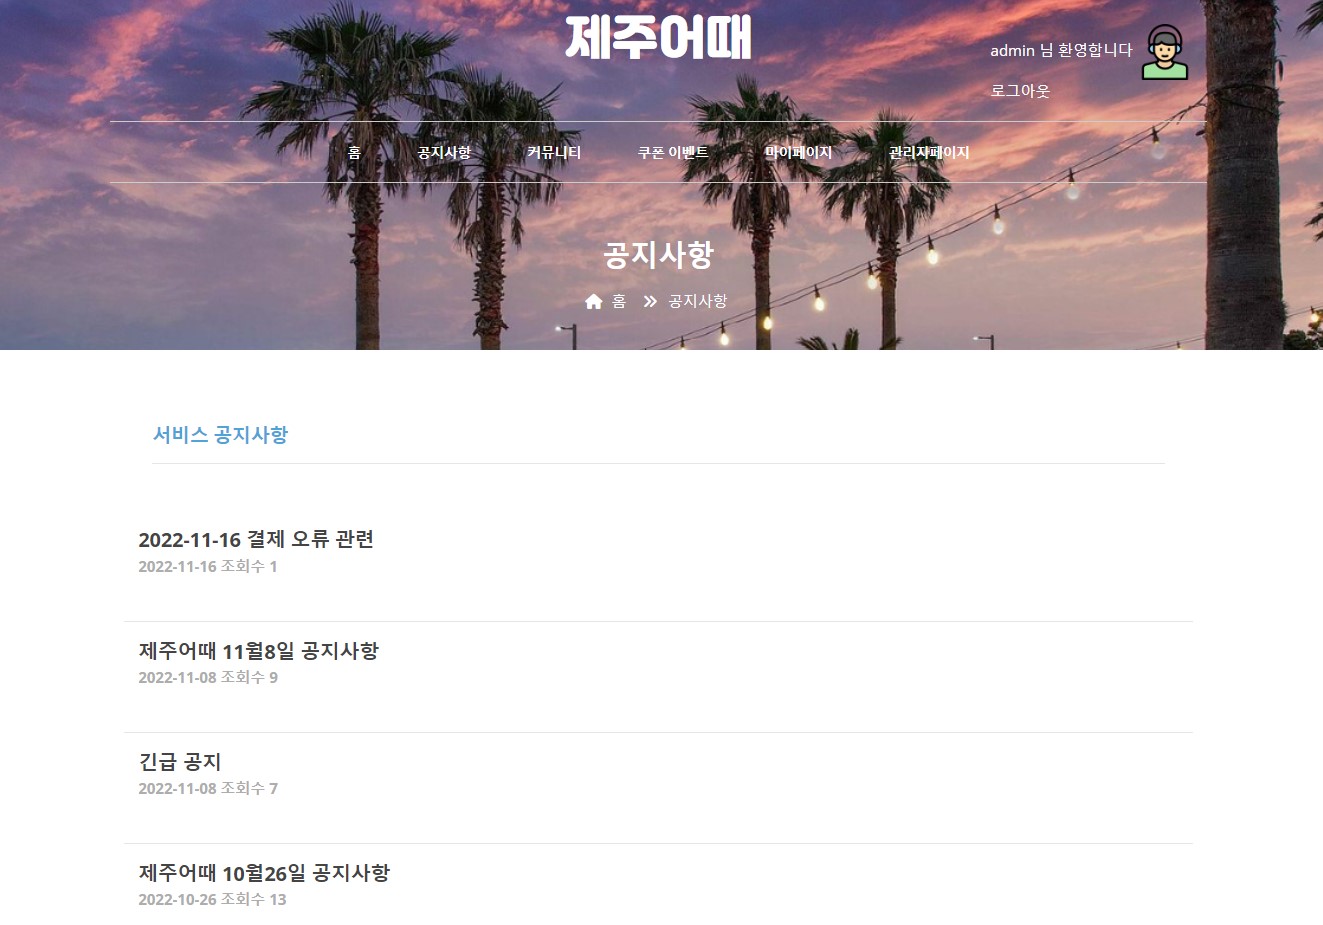 제주어때
admin 님 환영합니다
로그아웃
홈 공지사항 커뮤니티 쿠폰 이벤트 마이페이지 관리자페이지
공지사항
홈 공지사항
서비스 공지사항
2022-11-16 결제 오류 관련
2022-11-16 조회수 1
제주어때 11월8일 공지사항
2022-11-08 조회수 9
긴급 공지
2022-11-08 조회수 7
제주어때 10월26일 공지사항
2022-10-26 조회수 13